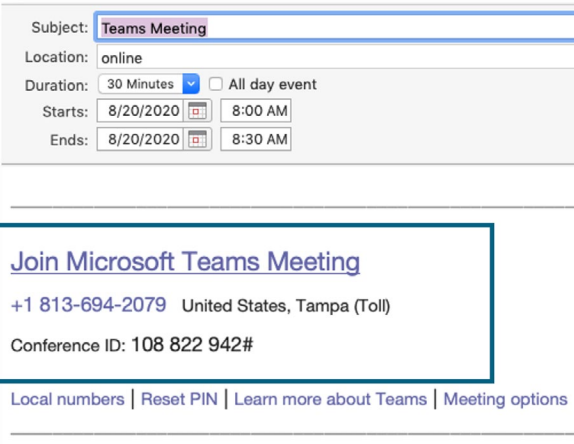 Subject: Teams Meeting
Location: online
Duration: 30 Minutes All day event
Starts: 8/20/2020 8:00 AM
Ends: 8/20/2020 8:30 AM
Join Microsoft Teams Meeting
+1 813-694-2079 United States, Tampa (Toll)
Conference ID: 108 822 942#
Local numbers | Reset PIN | Learn more about Teams | Meeting options